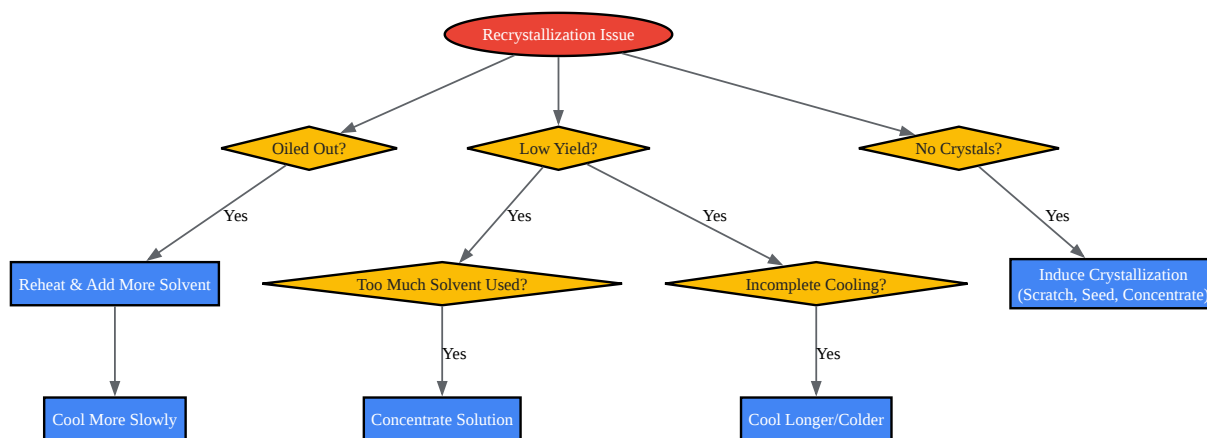 Recrystallization Issue
Oiled Out?
Low Yield?
No Crystals?
Yes
Yes
Yes
Yes
Reheat & Add More Solvent
Too Much Solvent Used?
Incomplete Cooling?
Induce Crystallization
(Scratch, Seed, Concentrate)
Yes
Yes
Cool More Slowly
Concentrate Solution
Cool Longer/Colder